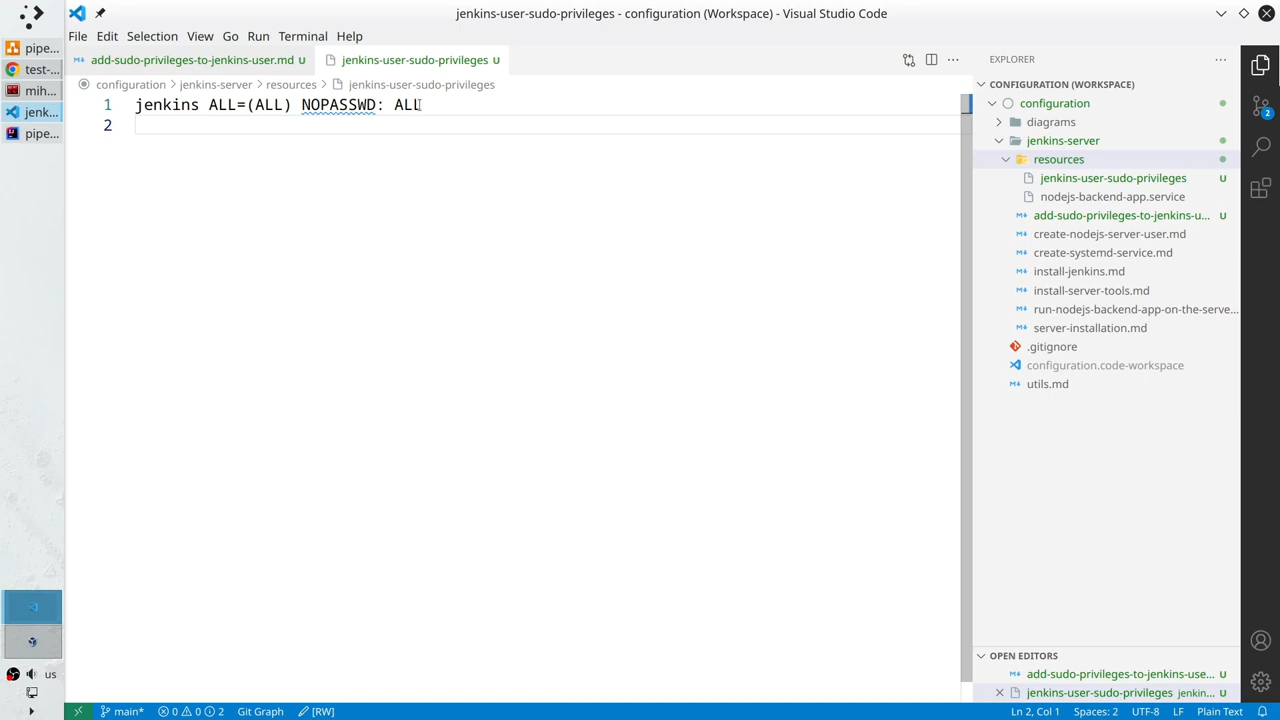 jenkins-user-sudo-privileges - configuration (Workspace) - Visual Studio Code
File Edit Selection View Go Run Terminal Help
pipe...
test-...
mih...
jenk...
pipe...
add-sudo-privileges-to-jenkins-user.md U
jenkins-user-sudo-privileges U
configuration > jenkins-server > resources > jenkins-user-sudo-privileges
1 jenkins ALL=(ALL) NOPASSWD: ALL
2
EXPLORER
CONFIGURATION (WORKSPACE)
configuration
diagrams
jenkins-server
resources
jenkins-user-sudo-privileges U
nodejs-backend-app.service
add-sudo-privileges-to-jenkins-u... U
create-nodejs-server-user.md
create-systemd-service.md
install-jenkins.md
install-server-tools.md
run-nodejs-backend-app-on-the-serve...
server-installation.md
.gitignore
configuration.code-workspace
utils.md
2
OPEN EDITORS
add-sudo-privileges-to-jenkins-use... U
jenkins-user-sudo-privileges jenkin... U
us
main* 0 0 2 Git Graph [RW]
Ln 2, Col 1 Spaces: 2 UTF-8 LF Plain Text